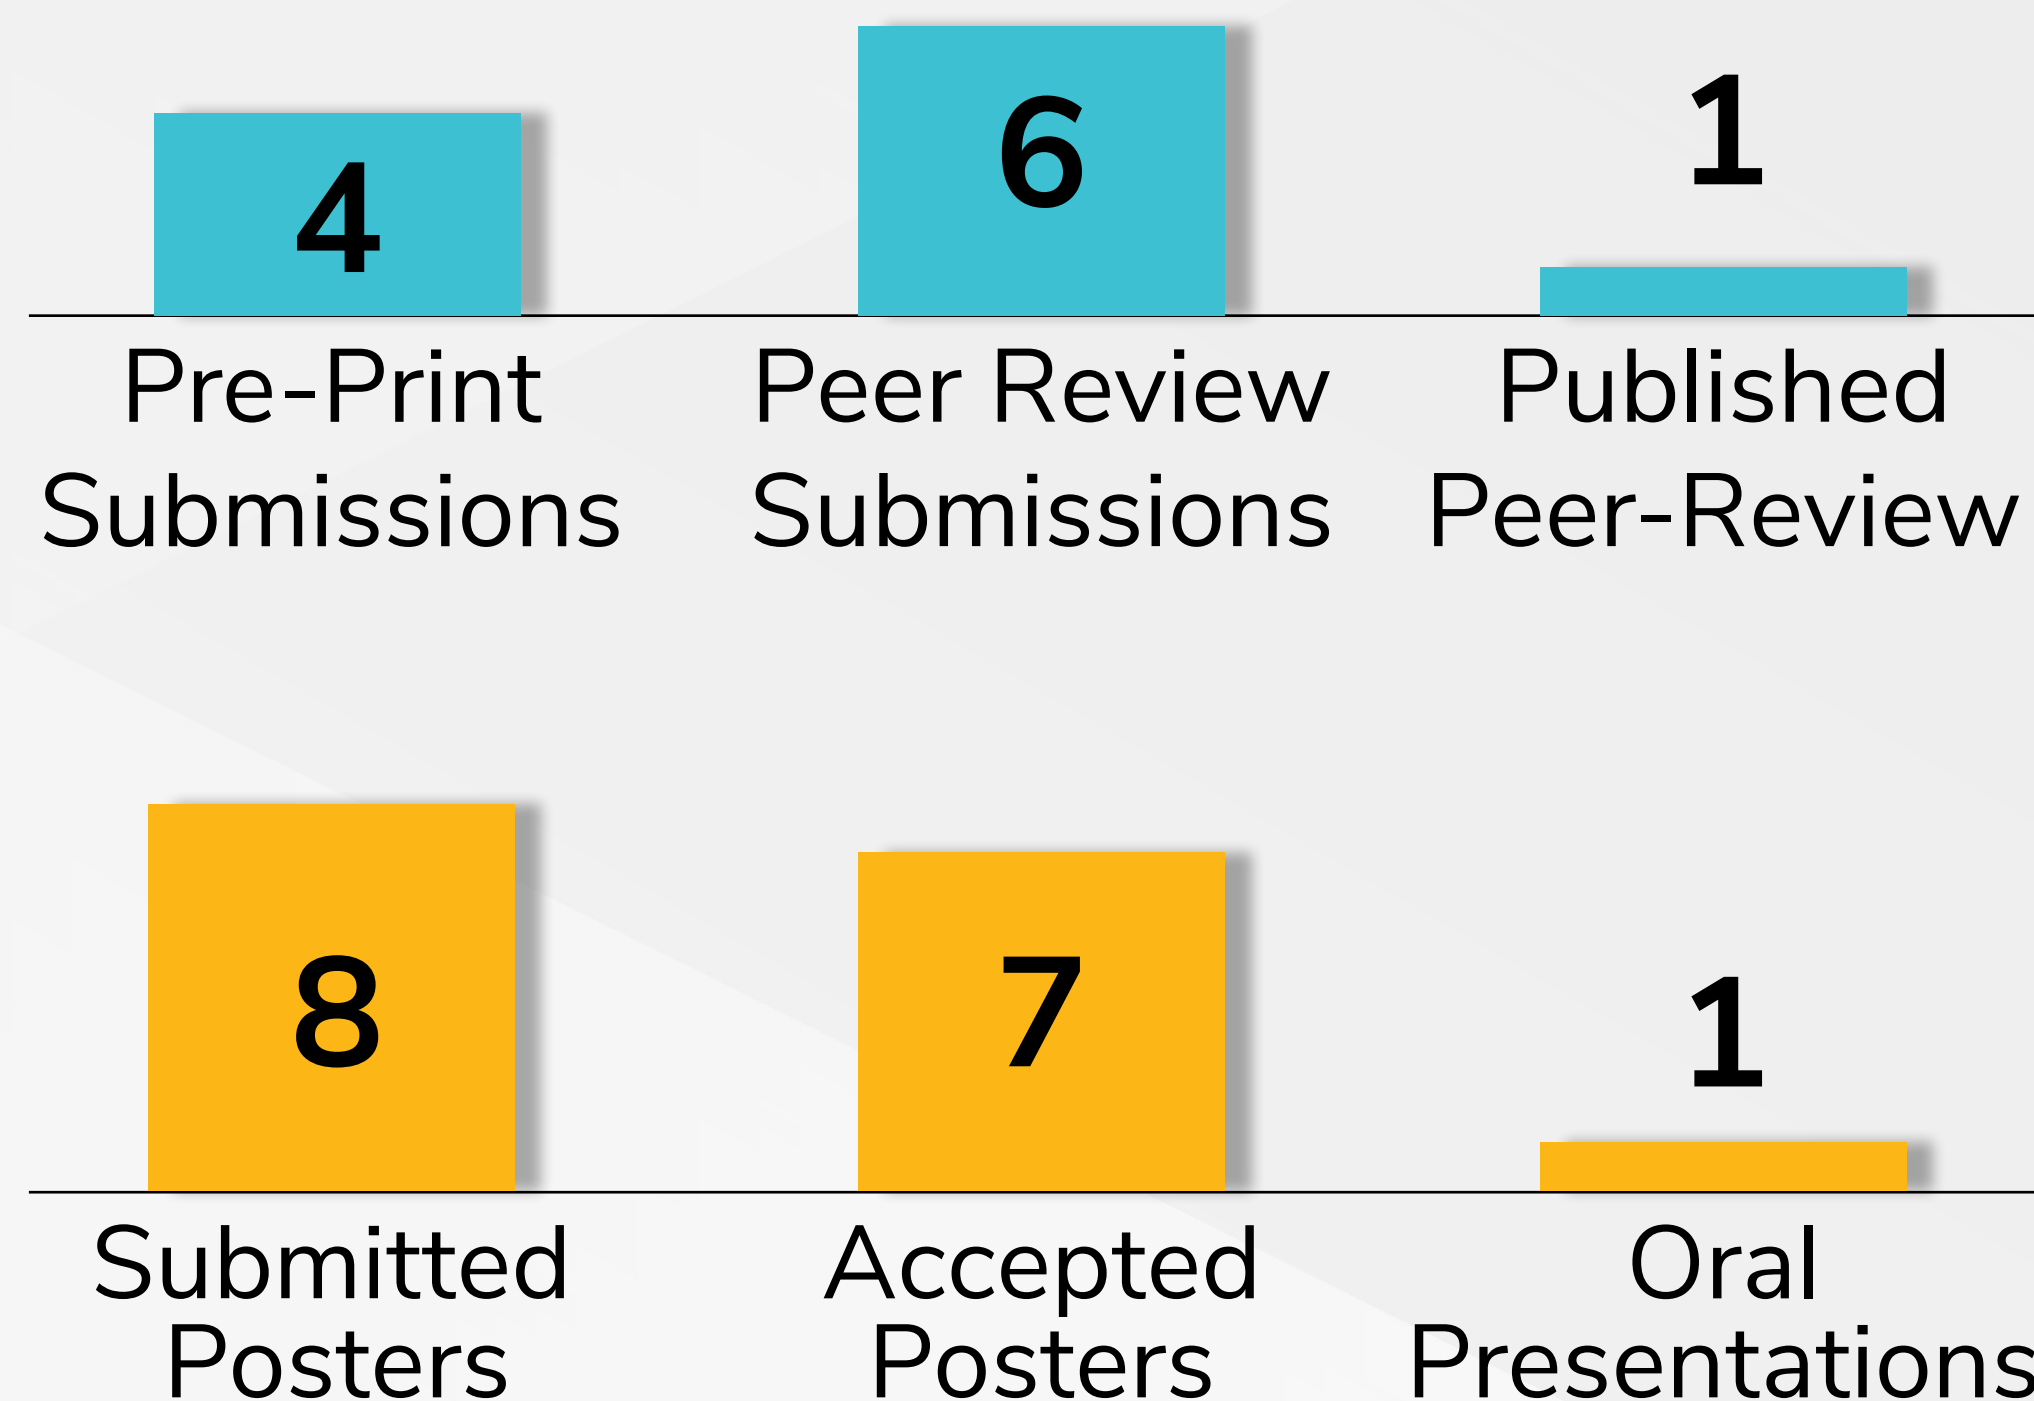 4
6
1
Pre-Print
Submissions
Peer Review
Submissions
Published
Peer-Review
8
7
1
Submitted
Posters
Accepted
Posters
Oral
Presentations